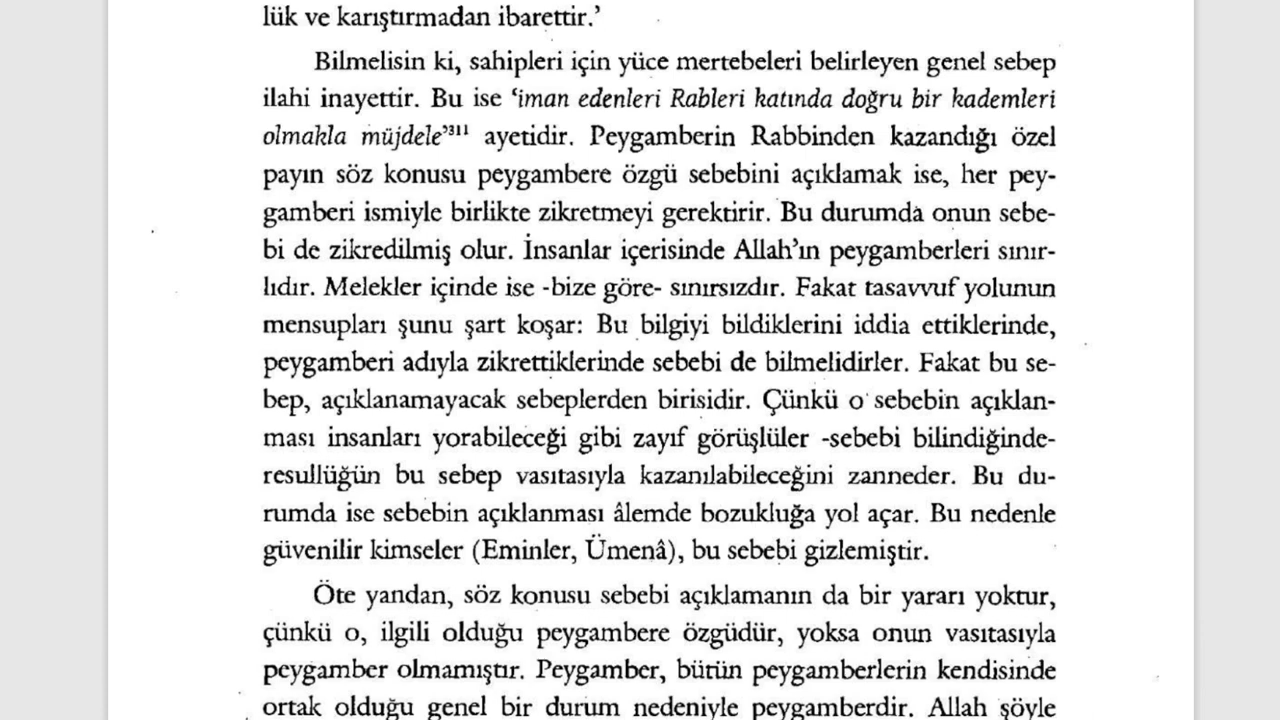 lük ve karıştırmadan ibarettir.’
Bilmelisin ki, sahipleri için yüce mertebeleri belirleyen genel sebep
ilahi inayettir. Bu ise ‘iman edenleri Rableri katında doğru bir kademleri
olmakla müjdele’³¹¹ ayetidir. Peygamberin Rabbinden kazandığı özel
payın söz konusu peygambere özgü sebebini açıklamak ise, her pey-
gamberi ismiyle birlikte zikretmeyi gerektirir. Bu durumda onun sebe-
bi de zikredilmiş olur. İnsanlar içerisinde Allah’ın peygamberleri sınır-
lıdır. Melekler içinde ise -bize göre- sınırsızdır. Fakat tasavvuf yolunun
mensupları şunu şart koşar: Bu bilgiyi bildiklerini iddia ettiklerinde,
peygamberi adıyla zikrettiklerinde sebebi de bilmelidirler. Fakat bu se-
bep, açıklanamayacak sebeplerden birisidir. Çünkü o sebebin açıklan-
ması insanları yorabileceği gibi zayıf görüşlüler -sebebi bilindiğinde-
resullüğün bu sebep vasıtasıyla kazanılabileceğini zanneder. Bu du-
rumda ise sebebin açıklanması âlemde bozukluğa yol açar. Bu nedenle
güvenilir kimseler (Eminler, Ümenâ), bu sebebi gizlemiştir.
Öte yandan, söz konusu sebebi açıklamanın da bir yararı yoktur,
çünkü o, ilgili olduğu peygambere özgüdür, yoksa onun vasıtasıyla
peygamber olmamıştır. Peygamber, bütün peygamberlerin kendisinde
ortak olduğu genel bir durum nedeniyle peygamberdir. Allah şöyle